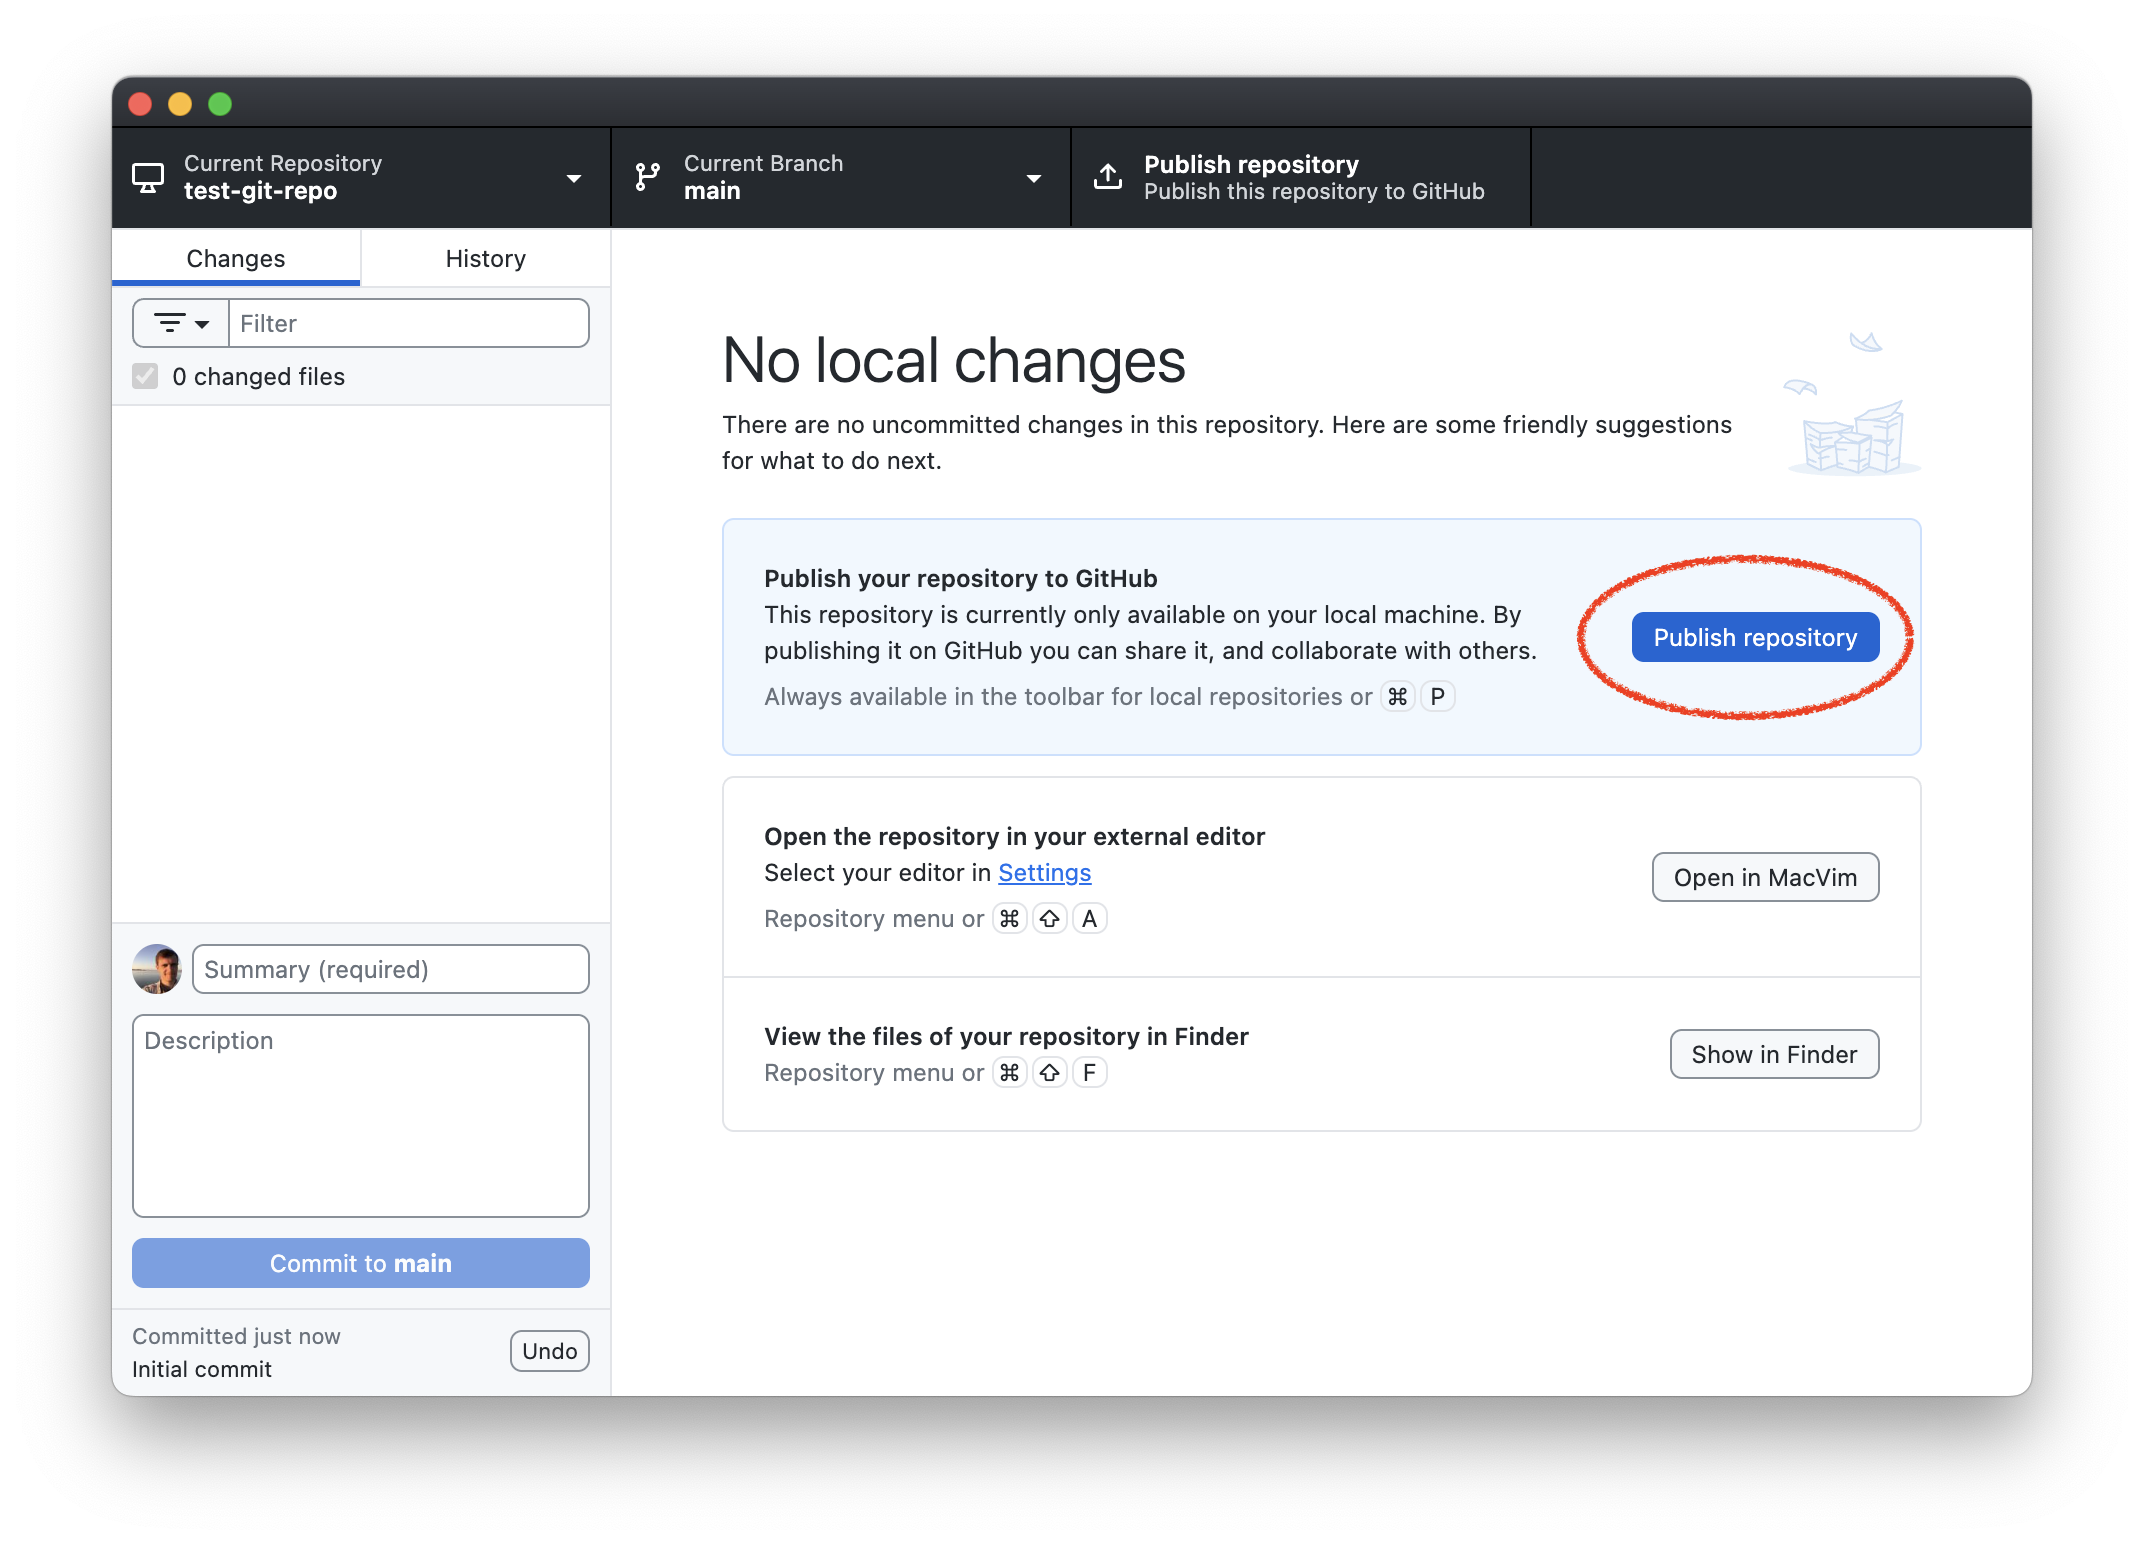 Current Repository
test-git-repo
Current Branch
main
Publish repository
Publish this repository to GitHub
Changes
History
Filter
0 changed files
No local changes
There are no uncommitted changes in this repository. Here are some friendly suggestions
for what to do next.
Publish your repository to GitHub
This repository is currently only available on your local machine. By
publishing it on GitHub you can share it, and collaborate with others.
Always available in the toolbar for local repositories or ⌘ P
Publish repository
Open the repository in your external editor
Select your editor in Settings
Repository menu or ⌘ ⇧ A
Open in MacVim
View the files of your repository in Finder
Repository menu or ⌘ ⇧ F
Show in Finder
Summary (required)
Description
Commit to main
Committed just now
Initial commit
Undo